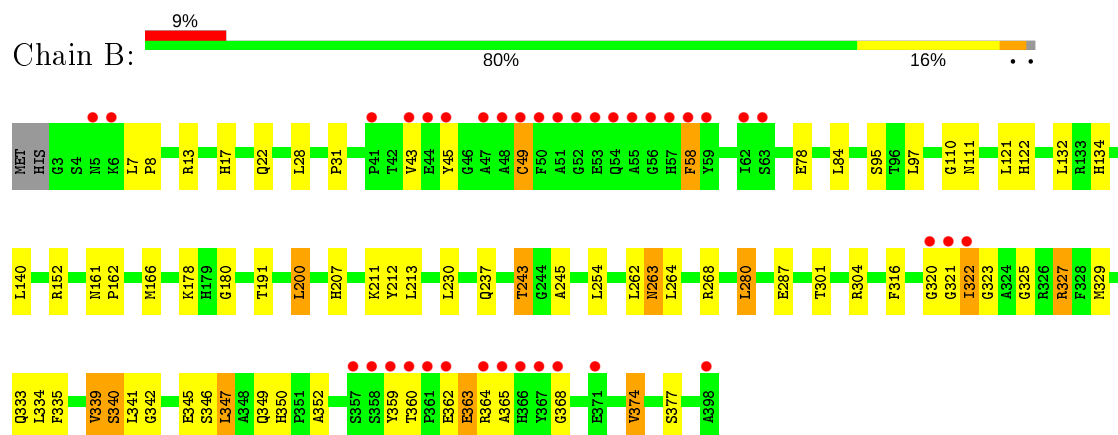 9%
Chain B:
80% 16% • •
MET HIS G3 S4 N5 K6 L7 P8 R13 H17 Q22 L28 P31 P41 T42 V43 E44 Y45 G46 A47 A48 C49 F50 A51 G52 E53 Q54 A55 G56 H57 F58 Y59 I62 S63 E78 L84 S95 T96 L97 G110 N111 L121 H122 L132 R133 H134
L140 R152 N161 P162 M166 K178 H179 G180 T191 L200 H207 K211 Y212 L213 L230 Q237 T243 G244 A245 L254 L262 N263 L264 R268 L280 E287 T301 R304 F316 G320 G321 I322 G323 A324 G325 R326 R327 F328 M329
Q333 L334 F335 V339 S340 L341 G342 E345 S346 L347 A348 Q349 H350 P351 A352 S357 S358 Y359 T360 P361 E362 E363 R364 A365 H366 Y367 G368 E371 V374 S377 A398